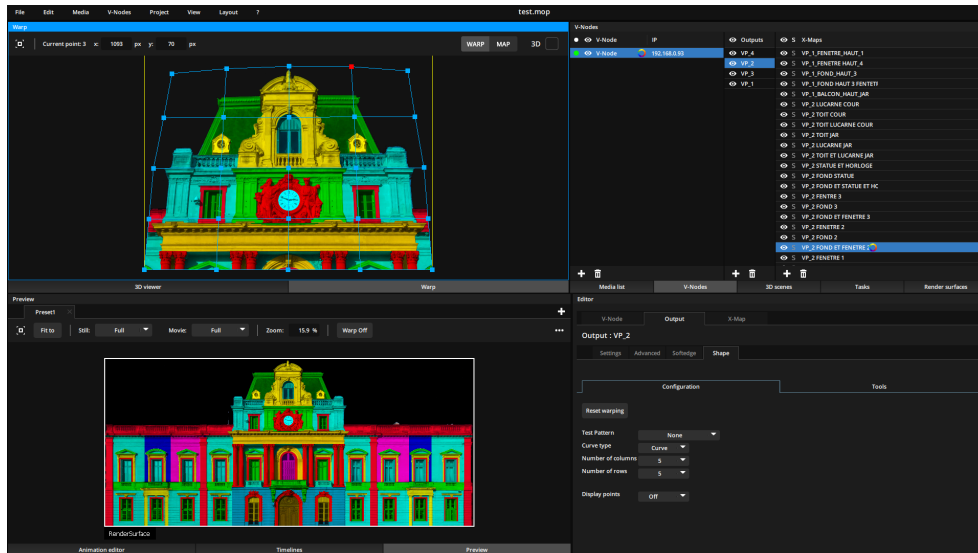 File Edit Media V-Nodes Project View Layout ? test.mop
Warp
Current point: 3 x: 1093 px y: 70 px WARP MAP 3D
3D viewer Warp
V-Nodes
V-Node IP Outputs S X-Maps
V-Node 192.168.0.93
VP_4
VP_2
VP_3
VP_1
S VP_1_FENETRE_HAUT_1
S VP_1_FENETRE HAUT_4
S VP_1_FOND_HAUT_3
S VP_1_FOND HAUT 3 FENTETF
S VP_1_BALCON_HAUT_JAR
S VP_2 LUCARNE COUR
S VP_2 TOIT COUR
S VP_2 TOIT LUCARNE COUR
S VP_2 TOIT JAR
S VP_2 LUCARNE JAR
S VP_2 TOIT ET LUCARNE JAR
S VP_2 STATUE ET HORLOGE
S VP_2 FOND STATUE
S VP_2 FOND ET STATUE ET HC
S VP_2 FENTRE 3
S VP_2 FOND 3
S VP_2 FOND ET FENETRE 3
S VP_2 FENETRE 2
S VP_2 FOND 2
S VP_2 FOND ET FENETRE 2
S VP_2 FENETRE 1
Media list V-Nodes 3D scenes Tasks Render surfaces
Preview
Preset1
Fit to Still: Full Movie: Full Zoom: 15.9 % Warp Off
RenderSurface
Animation editor Timelines Preview
Editor
V-Node Output X-Map
Output : VP_2
Settings Advanced Softedge Shape
Configuration Tools
Reset warping
Test Pattern None
Curve type Curve
Number of columns 5
Number of rows 5
Display points Off